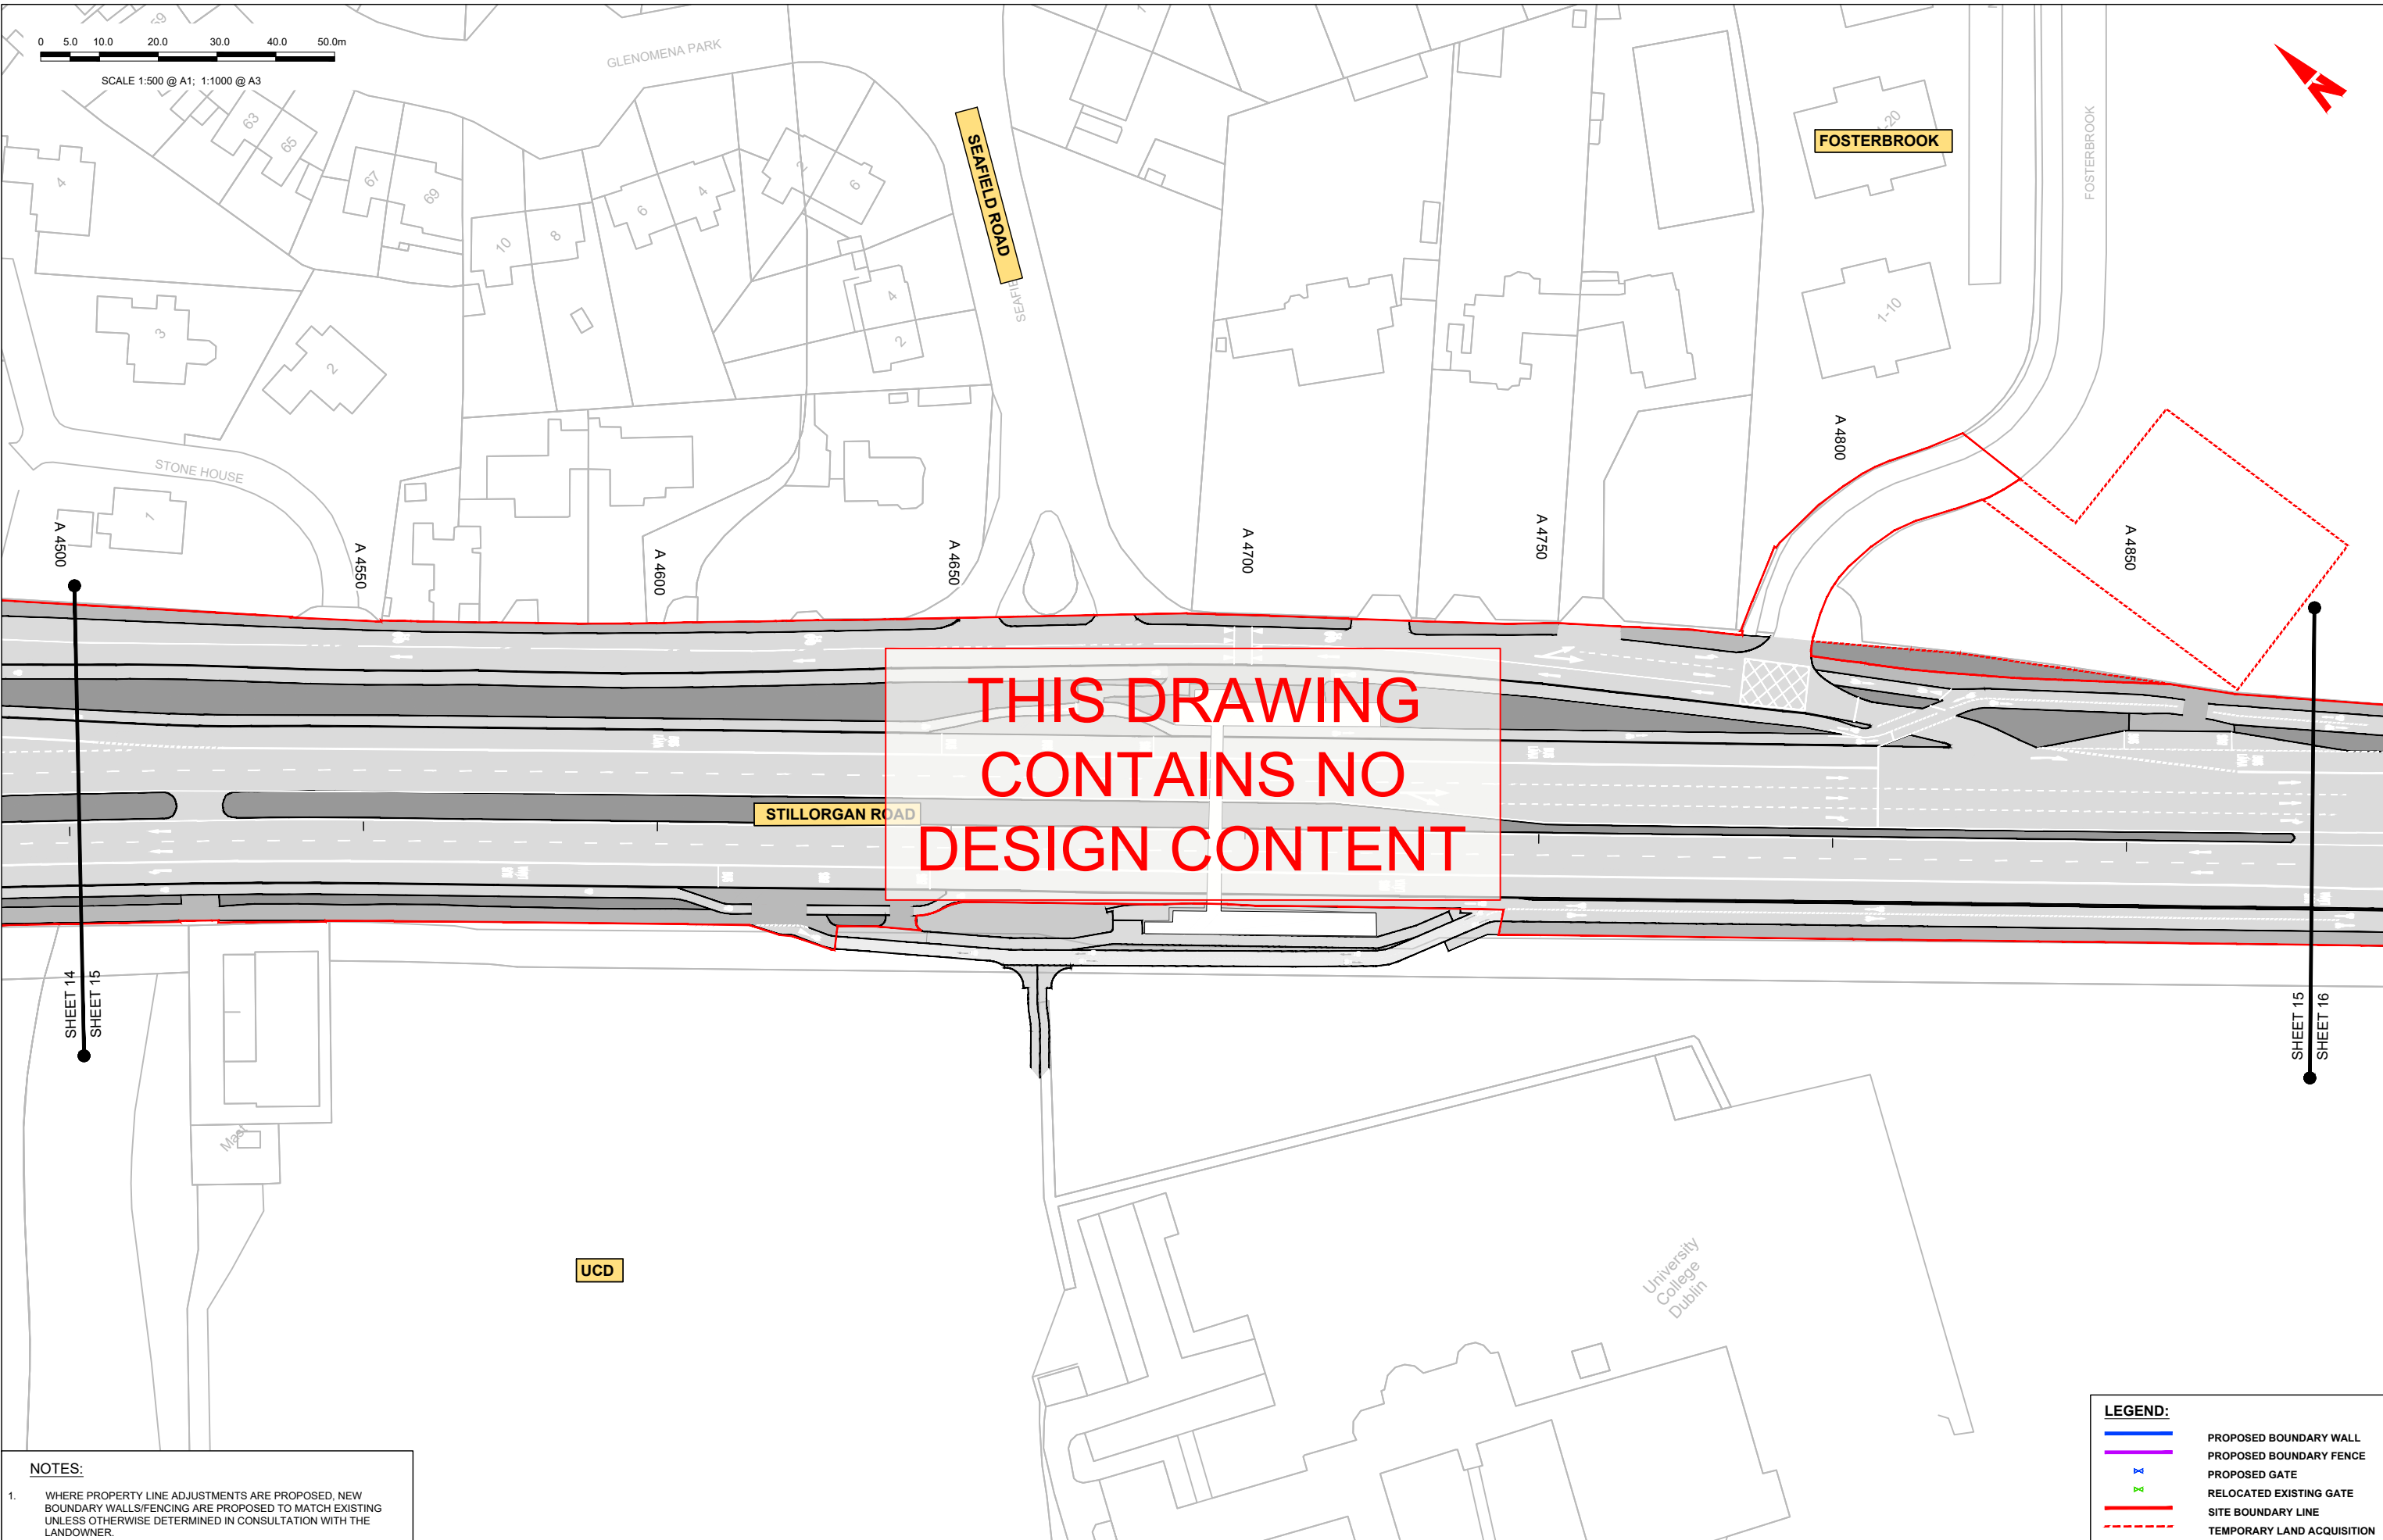 0 5.0 10.0 20.0 30.0 40.0 50.0m
SCALE 1:500 @ A1; 1:1000 @ A3
GLENOMENA PARK
SEAFIELD ROAD
FOSTERBROOK
FOSTERBROOK
63
65
67
69
4
10
8
6
4
2
6
4
2
3
2
1
1-10
STONE HOUSE
A 4500
A 4550
A 4600
A 4650
A 4700
A 4750
A 4800
A 4850
THIS DRAWING
CONTAINS NO
DESIGN CONTENT
STILLORGAN ROAD
SHEET 14
SHEET 15
SHEET 15
SHEET 16
Mast
UCD
University
College
Dublin
NOTES:
1. WHERE PROPERTY LINE ADJUSTMENTS ARE PROPOSED, NEW
BOUNDARY WALLS/FENCING ARE PROPOSED TO MATCH EXISTING
UNLESS OTHERWISE DETERMINED IN CONSULTATION WITH THE
LANDOWNER.
LEGEND:
PROPOSED BOUNDARY WALL
PROPOSED BOUNDARY FENCE
PROPOSED GATE
RELOCATED EXISTING GATE
SITE BOUNDARY LINE
TEMPORARY LAND ACQUISITION